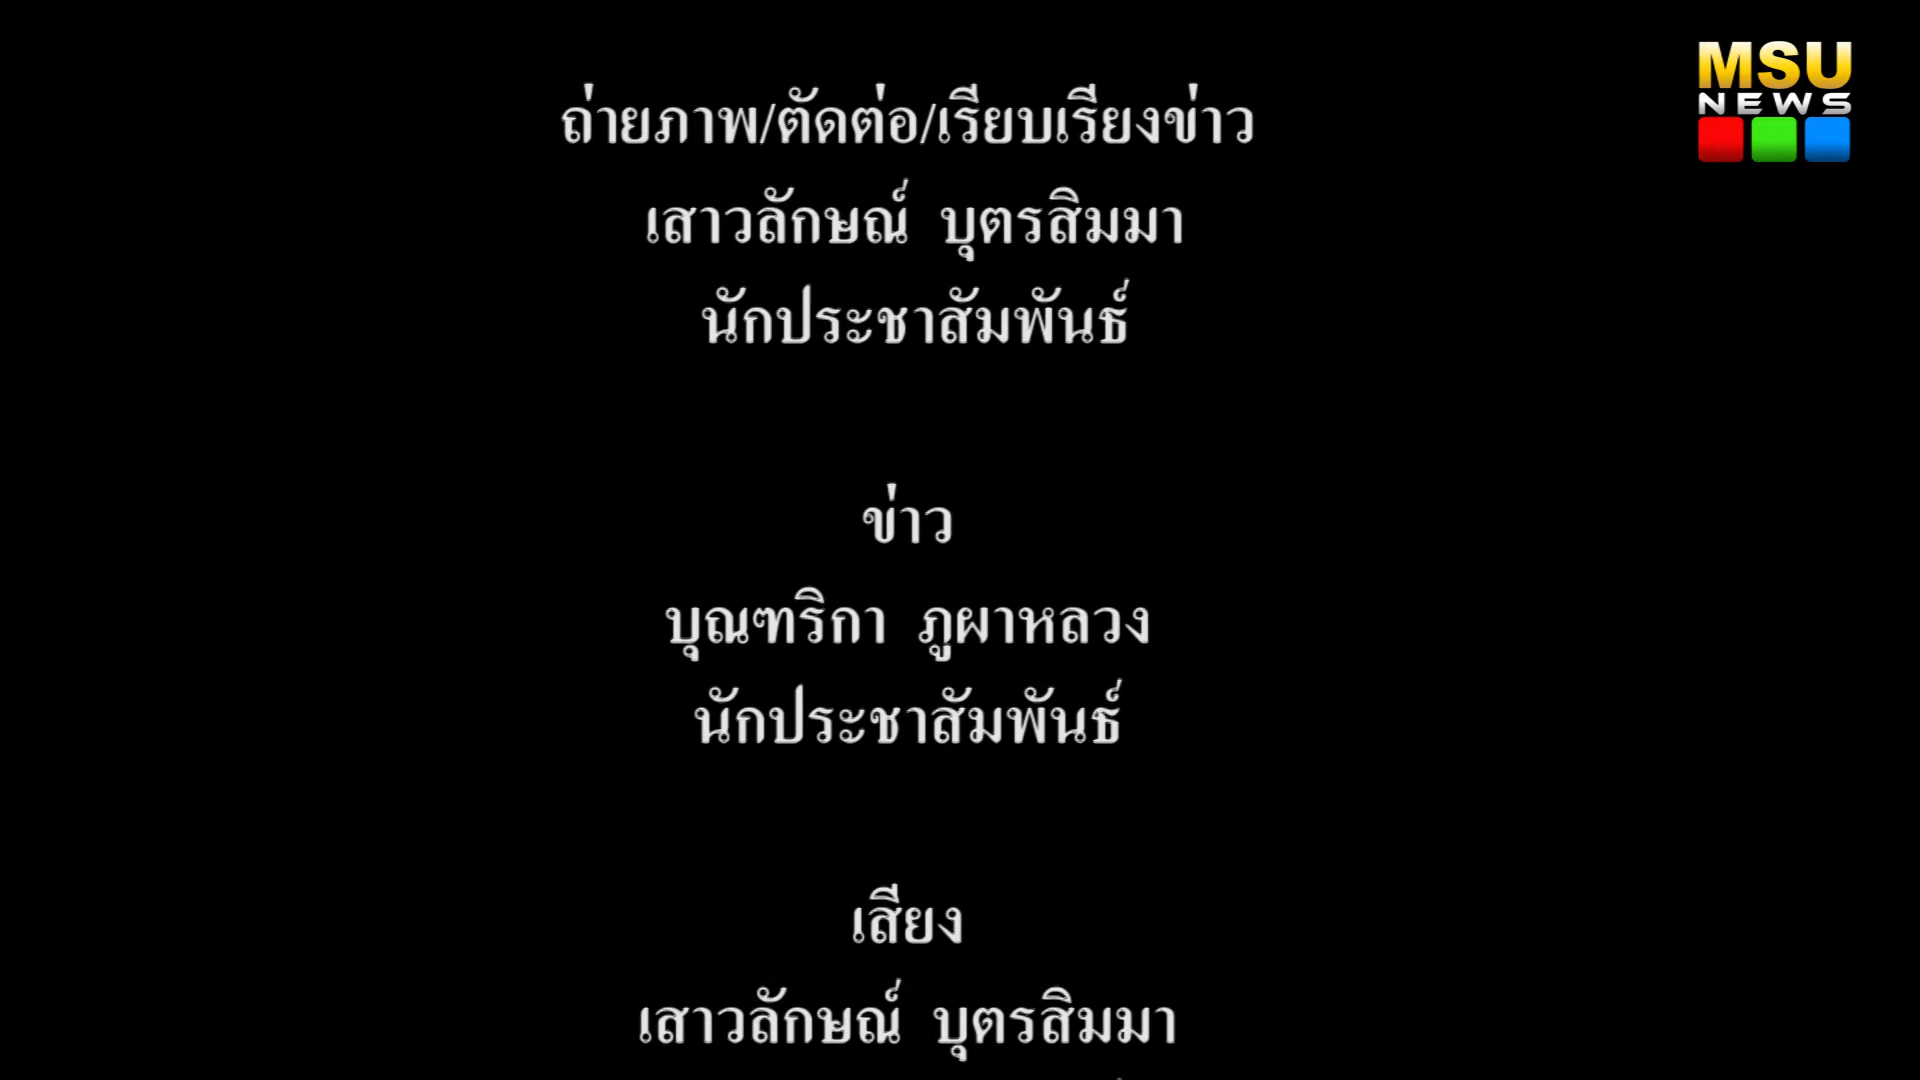 MSU
NEWS
ถ่ายภาพ/ตัดต่อ/เรียบเรียงข่าว
เสาวลักษณ์ บุตรสิมมา
นักประชาสัมพันธ์
ข่าว
บุณฑริกา ภูผาหลวง
นักประชาสัมพันธ์
เสียง
เสาวลักษณ์ บุตรสิมมา